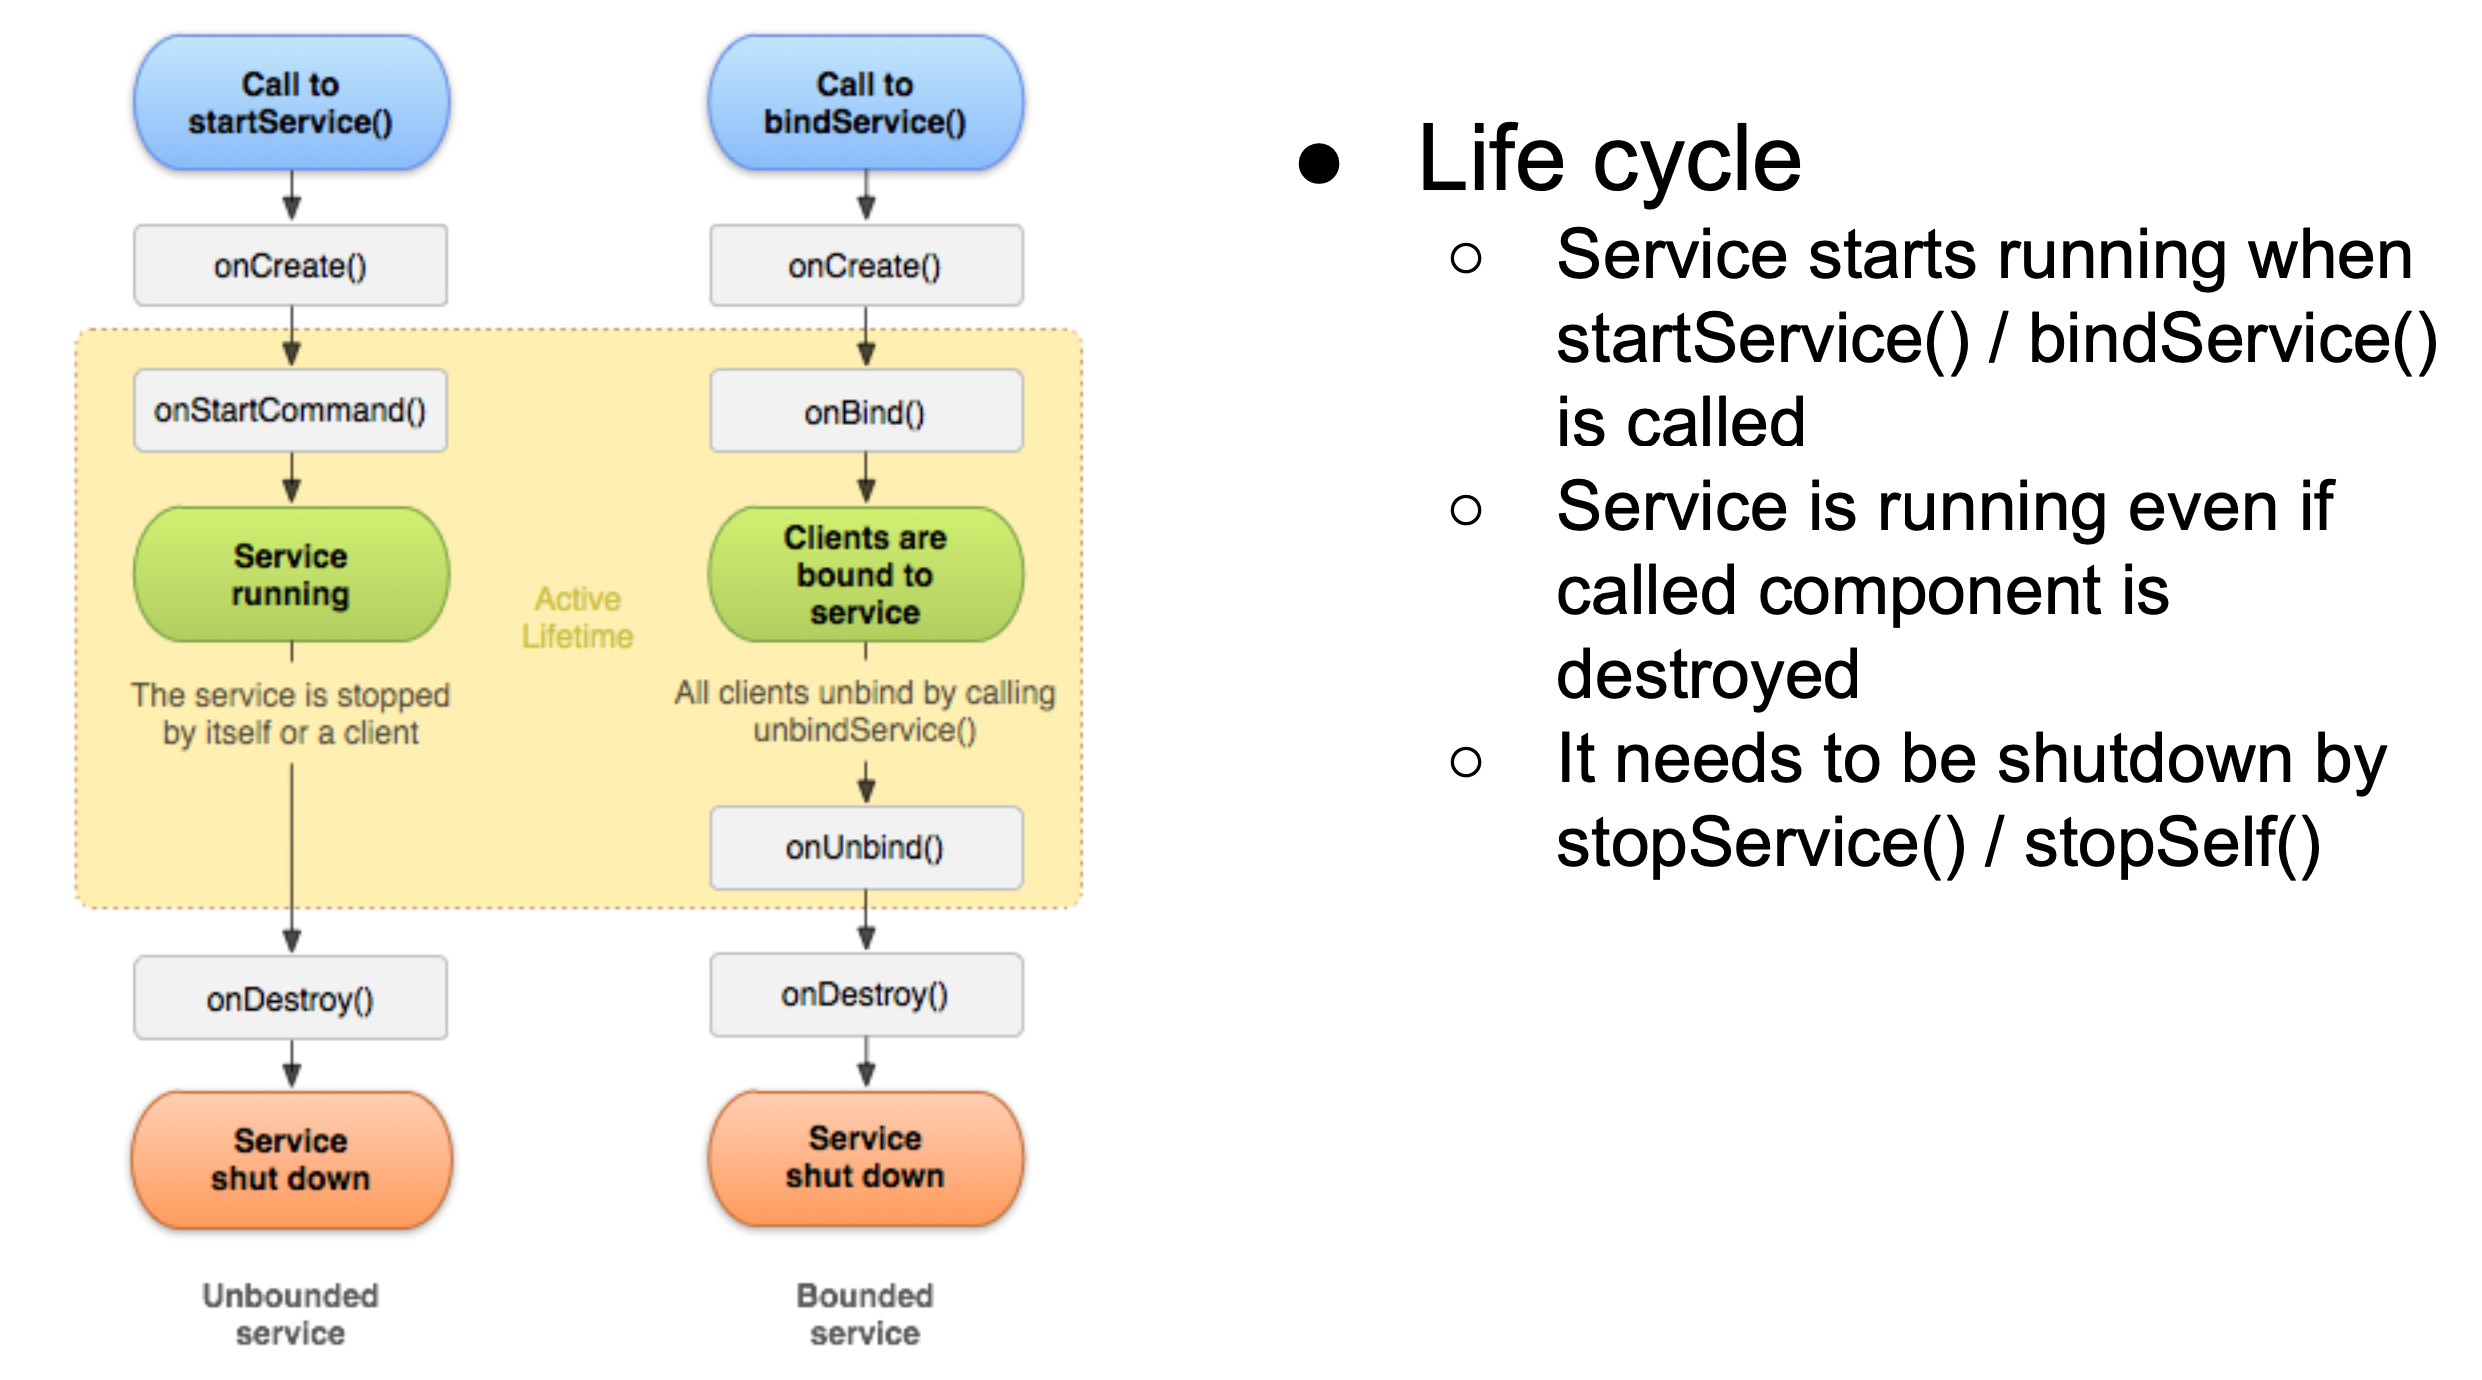 Call to
startService()
onCreate()
onStartCommand()
Service
running
The service is stopped
by itself or a client
onDestroy()
Service
shut down
Unbounded
service
Active
Lifetime
Call to
bindService()
onCreate()
onBind()
Clients are
bound to
service
All clients unbind by calling
unbindService()
onUnbind()
onDestroy()
Service
shut down
Bounded
service
● Life cycle
○ Service starts running when
startService() / bindService()
is called
○ Service is running even if
called component is
destroyed
○ It needs to be shutdown by
stopService() / stopSelf()